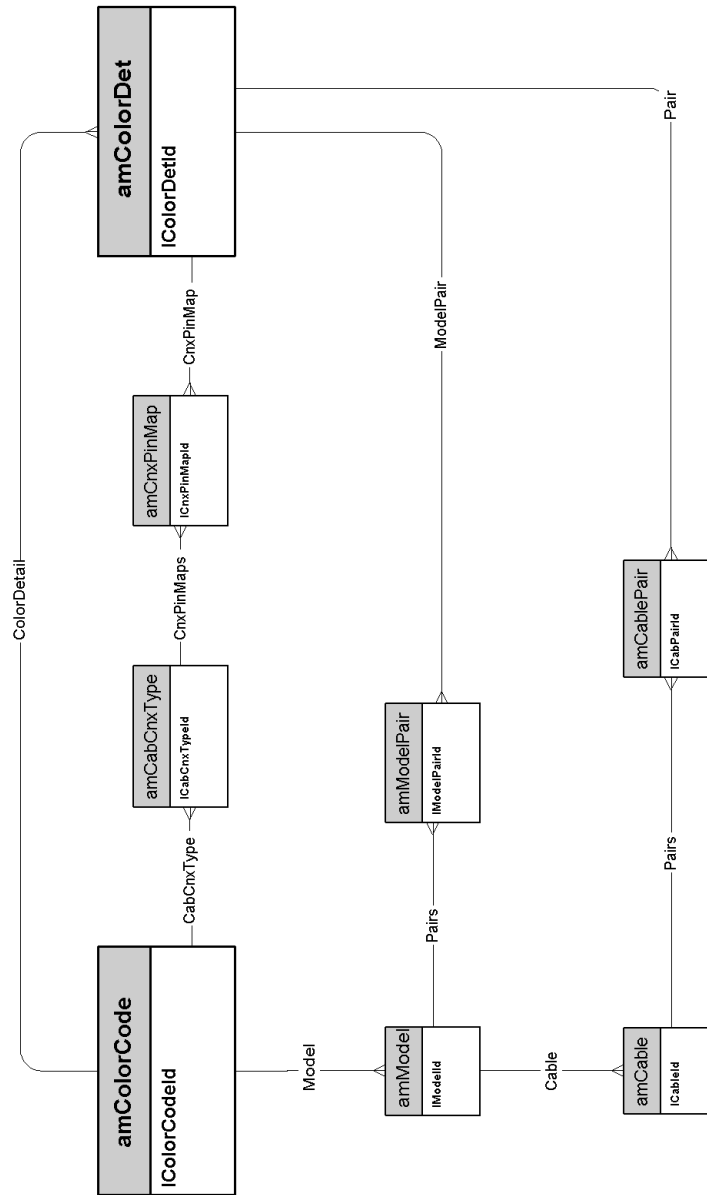 ColorDetail
amColorCode
lColorCodeId
CabCnxType
amCabCnxType
lCabCnxTypeId
CnxPinMaps
amCnxPinMap
lCnxPinMapId
CnxPinMap
amColorDet
lColorDetId
Model
amModel
lModelId
Pairs
amModelPair
lModelPairId
ModelPair
Cable
amCable
lCableId
Pairs
amCablePair
lCabPairId
Pair